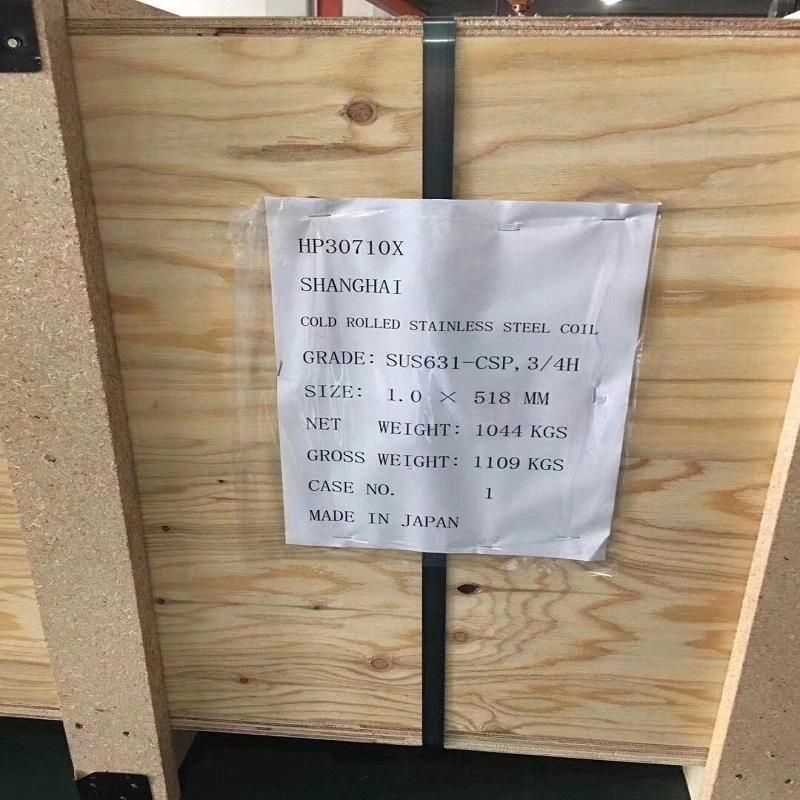 HP30710X
SHANGHAI
COLD ROLLED STAINLESS STEEL COIL
GRADE: SUS631-CSP, 3/4H
SIZE: 1.0 × 518 MM
NET WEIGHT: 1044 KGS
GROSS WEIGHT: 1109 KGS
CASE NO. 1
MADE IN JAPAN